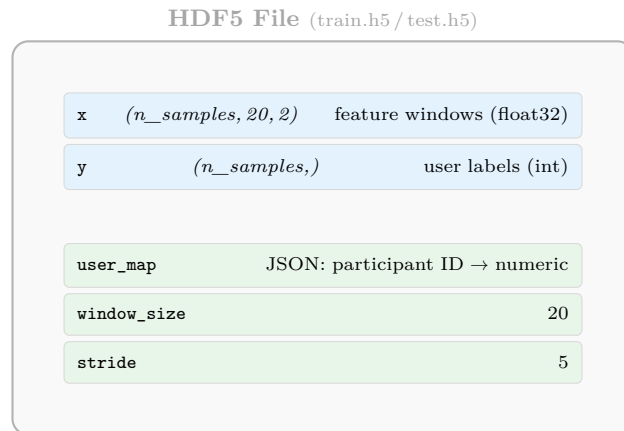 HDF5 File (train.h5 / test.h5)
x (n_samples, 20, 2) feature windows (float32)
y (n_samples,) user labels (int)
user_map JSON: participant ID → numeric
window_size 20
stride 5